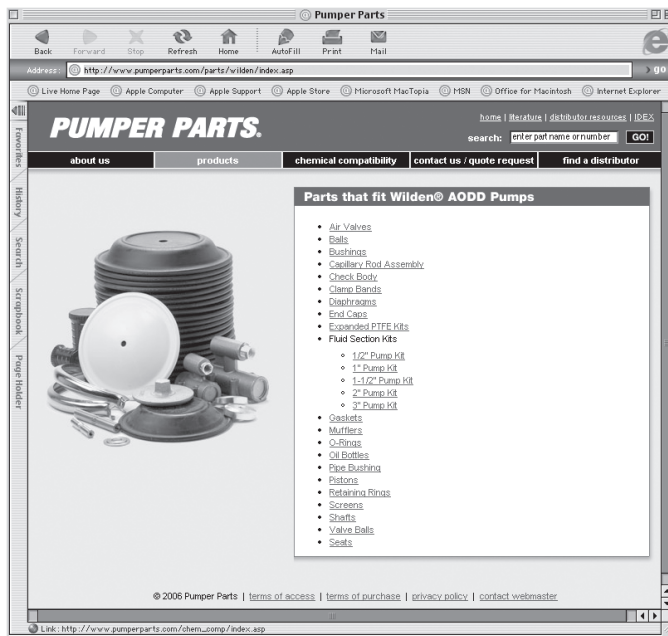 Pumper Parts
Back Forward Stop Refresh Home AutoFill Print Mail
Address: http://www.pumperparts.com/parts/wilden/index.asp go
Live Home Page Apple Computer Apple Support Apple Store Microsoft MacTopia MSN Office for Macintosh Internet Explorer
Favorites
History
Search
Scrapbook
Page Holder
PUMPER PARTS.
home | literature | distributor resources | IDEX
search: enter part name or number GO!
about us products chemical compatibility contact us / quote request find a distributor
Parts that fit Wilden® AODD Pumps
• Air Valves
• Balls
• Bushings
• Capillary Rod Assembly
• Check Body
• Clamp Bands
• Diaphragms
• End Caps
• Expanded PTFE Kits
• Fluid Section Kits
◦ 1/2" Pump Kit
◦ 1" Pump Kit
◦ 1-1/2" Pump Kit
◦ 2" Pump Kit
◦ 3" Pump Kit
• Gaskets
• Mufflers
• O-Rings
• Oil Bottles
• Pipe Bushing
• Pistons
• Retaining Rings
• Screens
• Shafts
• Valve Balls
• Seats
© 2006 Pumper Parts | terms of access | terms of purchase | privacy policy | contact webmaster
Link: http://www.pumperparts.com/chem_comp/index.asp